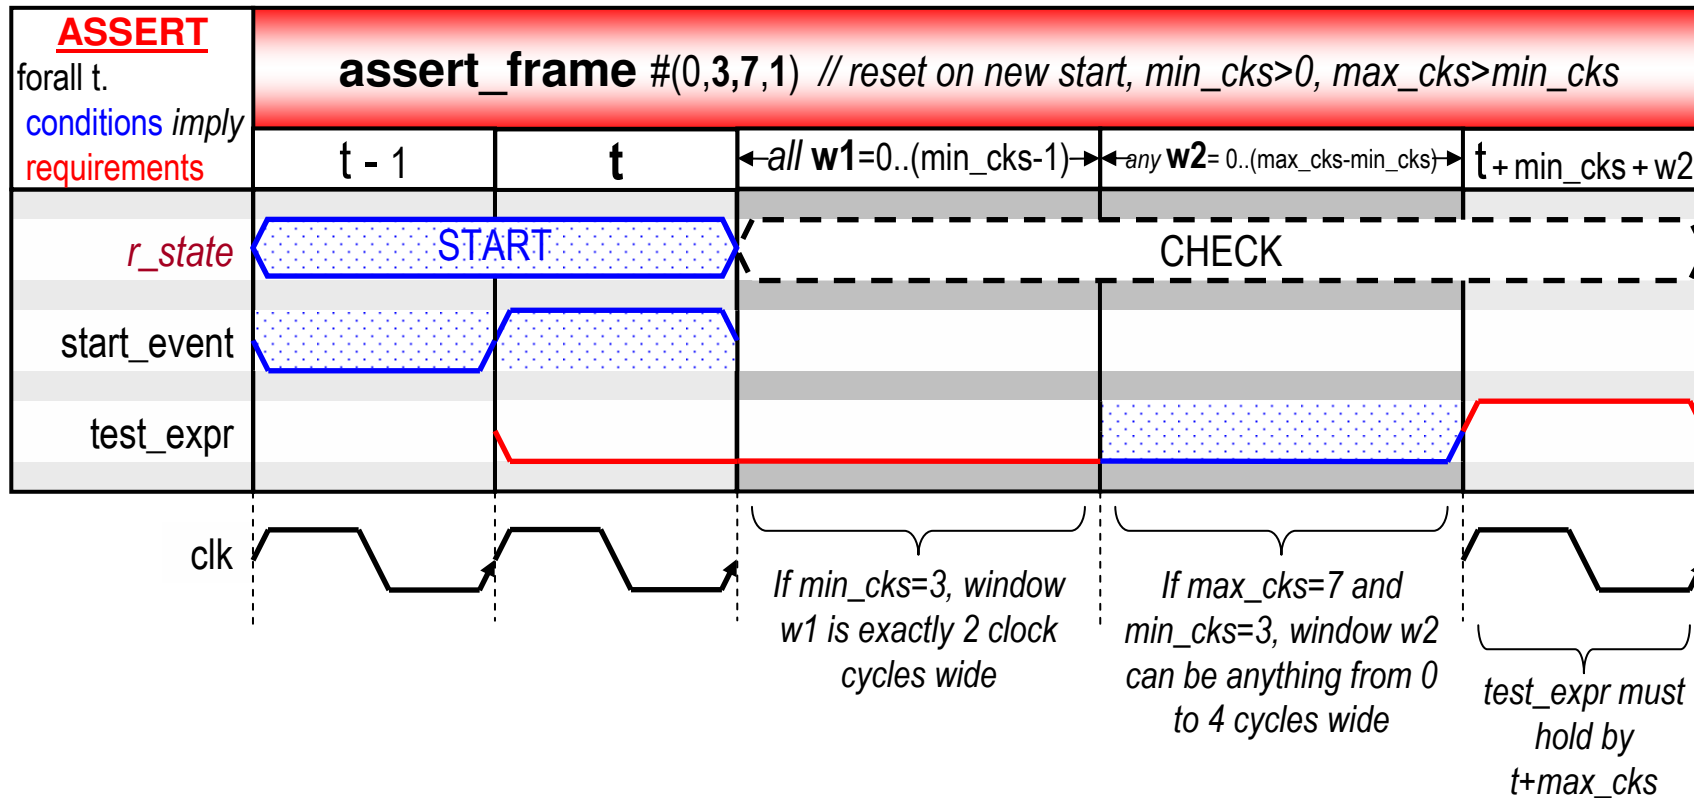 ASSERT
forall t.
conditions imply
requirements
assert_frame #(0,3,7,1) // reset on new start, min_cks>0, max_cks>min_cks
t - 1
t
all w1=0..(min_cks-1)
any w2= 0..(max_cks-min_cks)
t + min_cks + w2
r_state
START
CHECK
start_event
test_expr
clk
If min_cks=3, window
w1 is exactly 2 clock
cycles wide
If max_cks=7 and
min_cks=3, window w2
can be anything from 0
to 4 cycles wide
test_expr must
hold by
t+max_cks